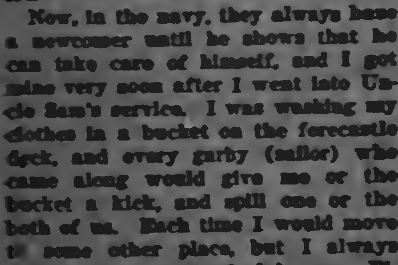 Now, in the navy, they always haze
a newcomer until he shows that he
can take care of himself, and I got
mine very soon after I went into Un-
cle Sam's service. I was washing my
clothes in a bucket on the forecastle
deck, and every garby (sailor) who
came along would give me or the
bucket a kick, and spill one or the
both of us. Each time I would move
to some other place, but I always